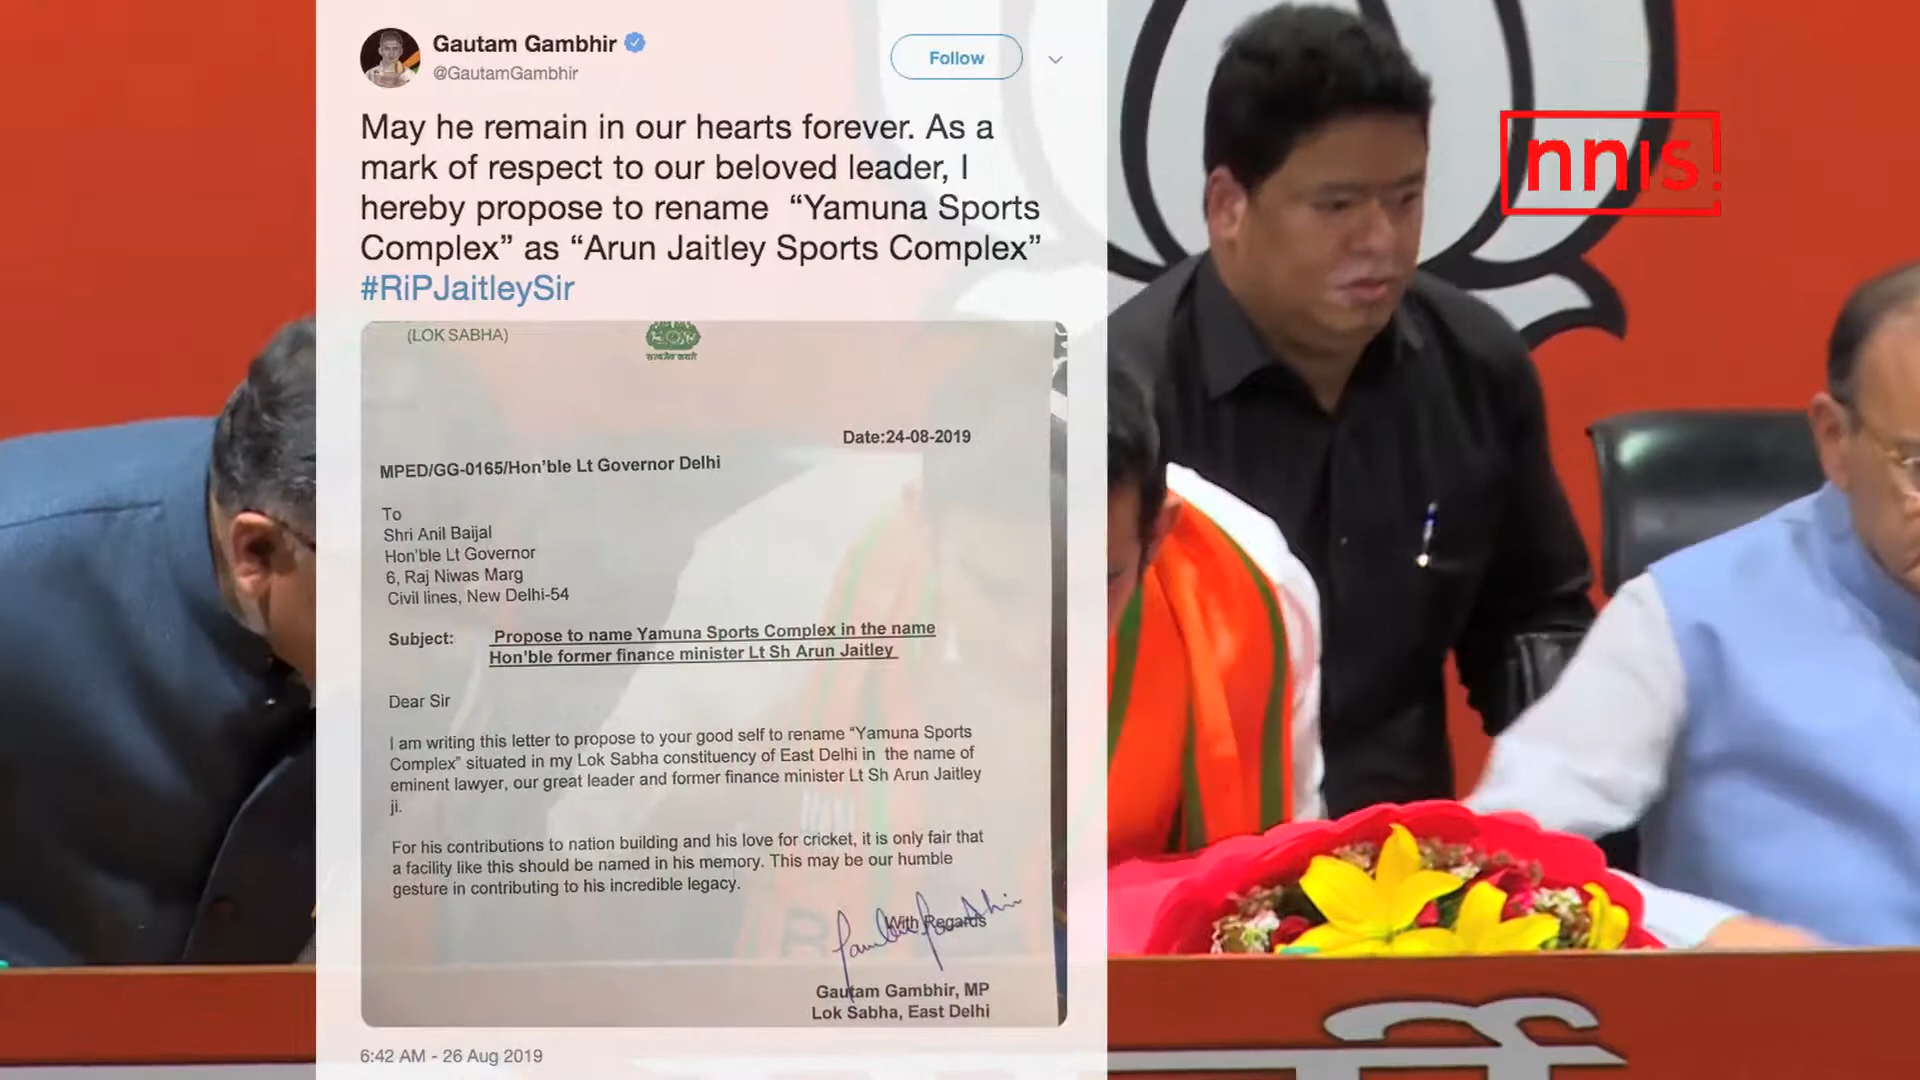 Gautam Gambhir
@GautamGambhir
Follow
May he remain in our hearts forever. As a
mark of respect to our beloved leader, I
hereby propose to rename “Yamuna Sports
Complex” as “Arun Jaitley Sports Complex”
#RiPJaitleySir
(LOK SABHA)
सत्यमेव जयते
Date:24-08-2019
MPED/GG-0165/Hon’ble Lt Governor Delhi
To
Shri Anil Baijal
Hon’ble Lt Governor
6, Raj Niwas Marg
Civil lines, New Delhi-54
Subject: Propose to name Yamuna Sports Complex in the name
Hon’ble former finance minister Lt Sh Arun Jaitley
Dear Sir
I am writing this letter to propose to your good self to rename “Yamuna Sports
Complex” situated in my Lok Sabha constituency of East Delhi in the name of
eminent lawyer, our great leader and former finance minister Lt Sh Arun Jaitley
ji.
For his contributions to nation building and his love for cricket, it is only fair that
a facility like this should be named in his memory. This may be our humble
gesture in contributing to his incredible legacy.
With Regards
Gautam Gambhir, MP
Lok Sabha, East Delhi
6:42 AM - 26 Aug 2019
nnis